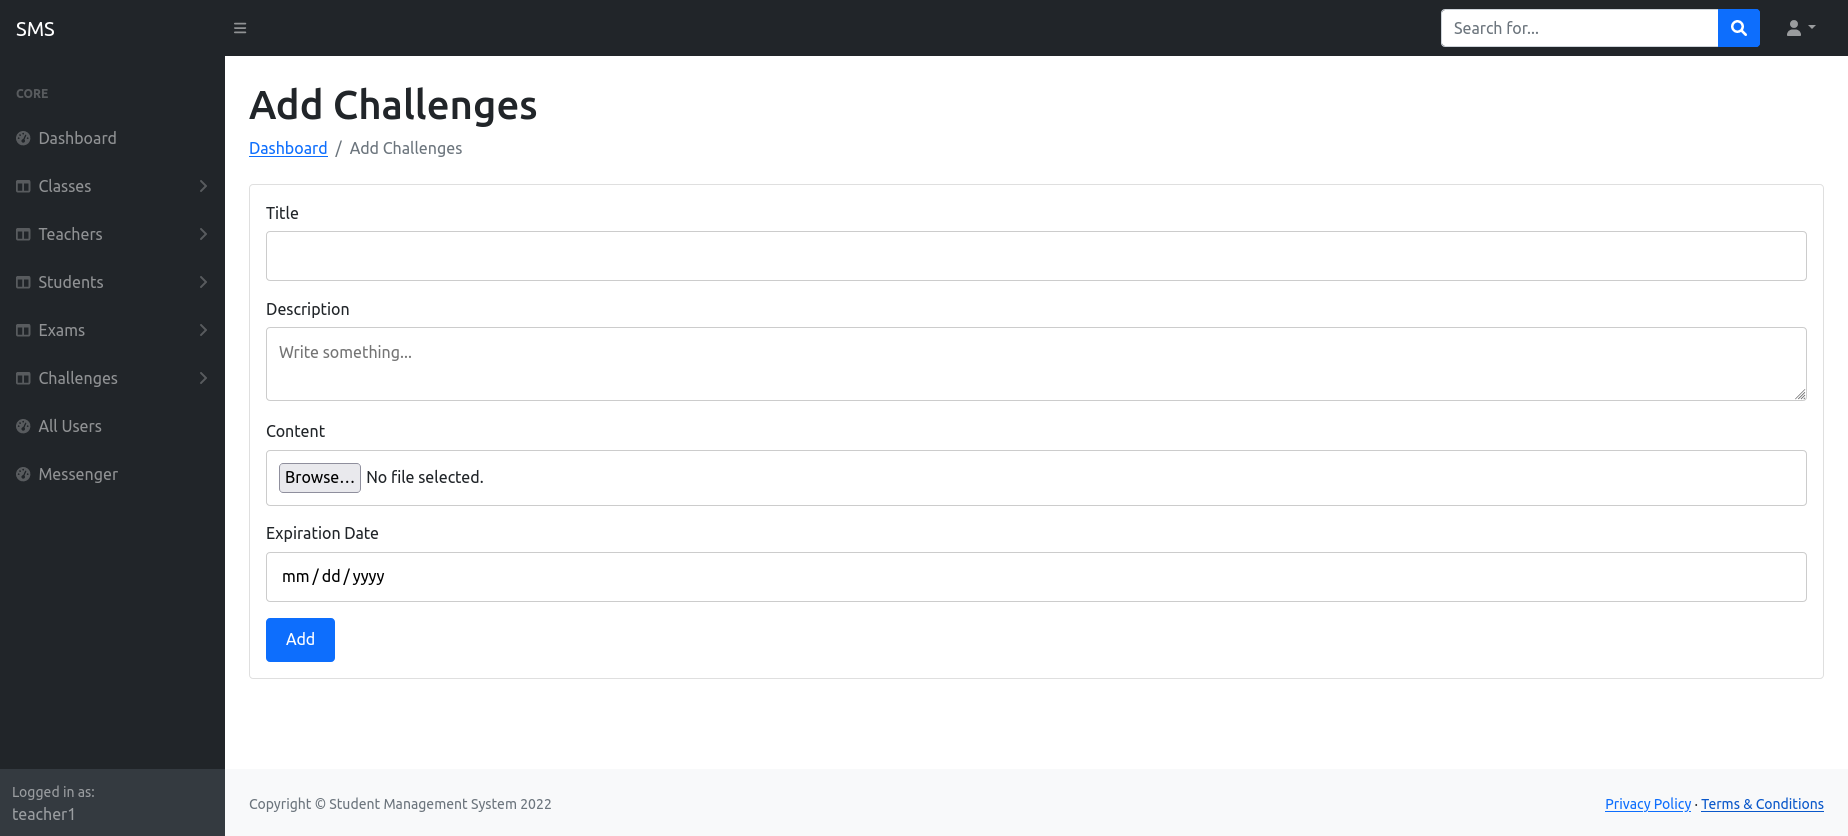 SMS
Search for...
CORE
Dashboard
Classes
Teachers
Students
Exams
Challenges
All Users
Messenger
Logged in as:
teacher1
Add Challenges
Dashboard / Add Challenges
Title
Description
Write something...
Content
Browse... No file selected.
Expiration Date
mm / dd / yyyy
Add
Copyright © Student Management System 2022
Privacy Policy · Terms & Conditions